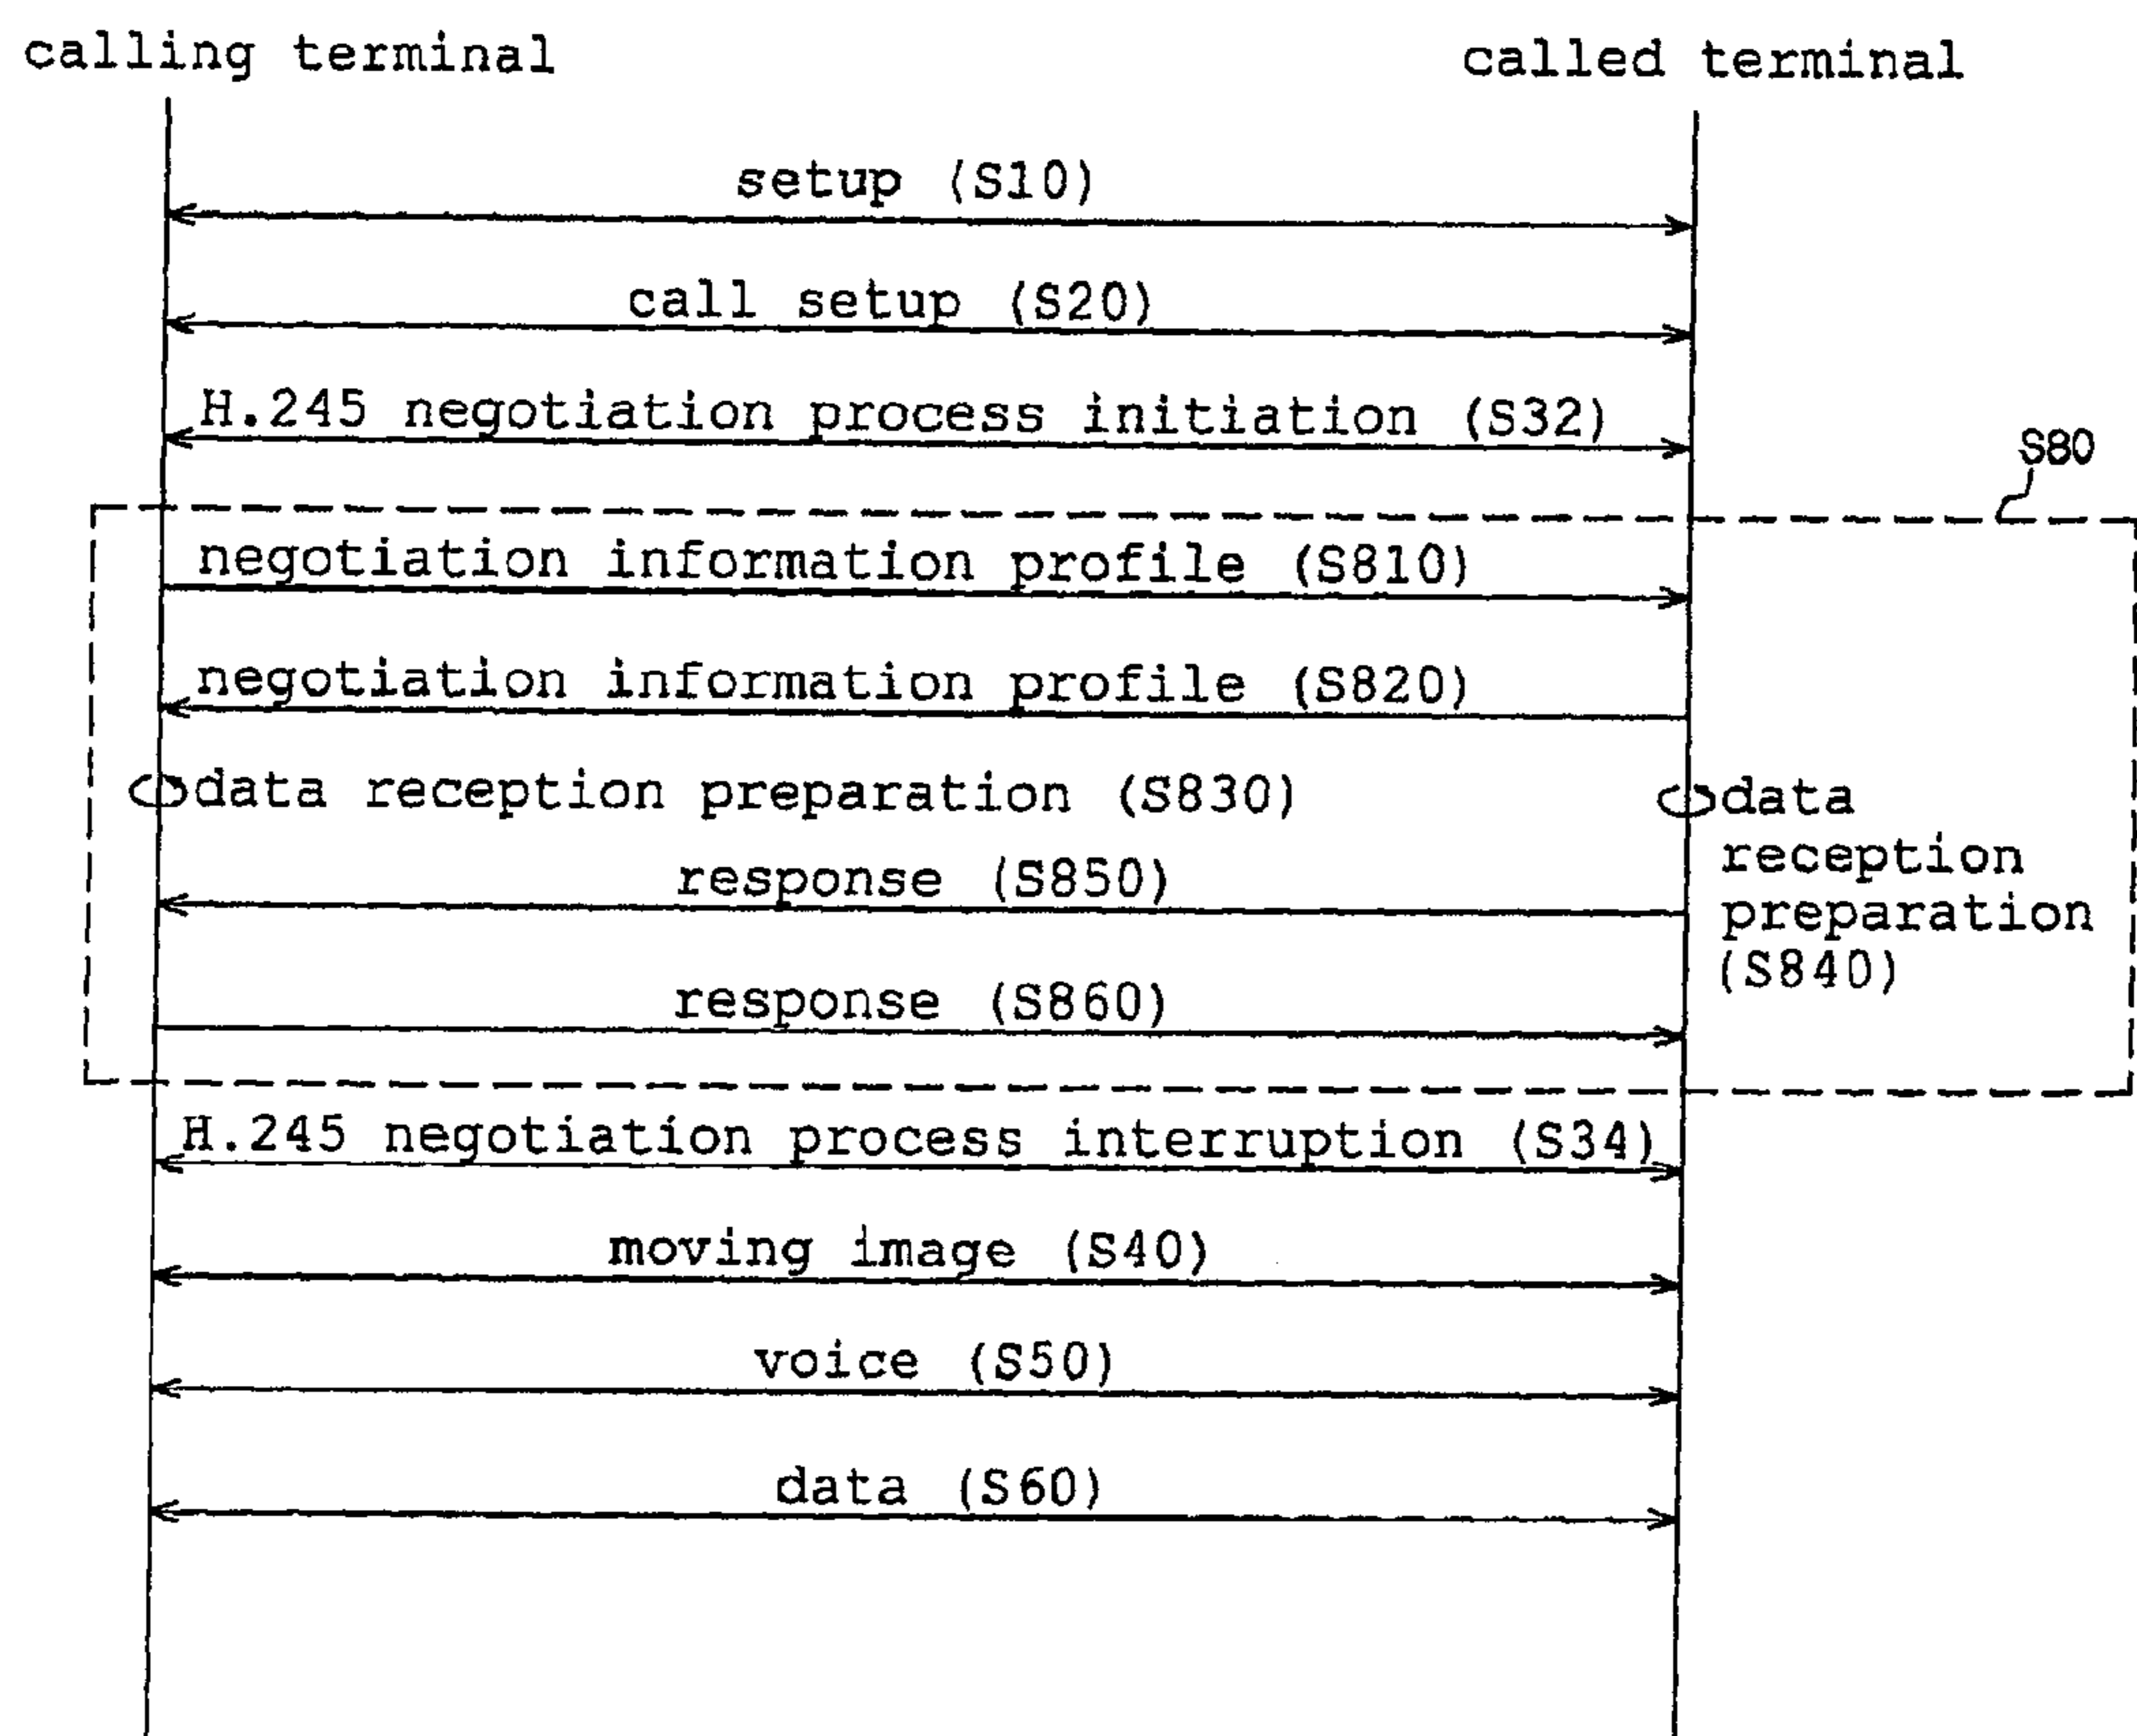 calling terminal
called terminal
setup (S10)
call setup (S20)
H.245 negotiation process initiation (S32)
S80
negotiation information profile (S810)
negotiation information profile (S820)
data reception preparation (S830)
data
reception
preparation
(S840)
response (S850)
response (S860)
H.245 negotiation process interruption (S34)
moving image (S40)
voice (S50)
data (S60)